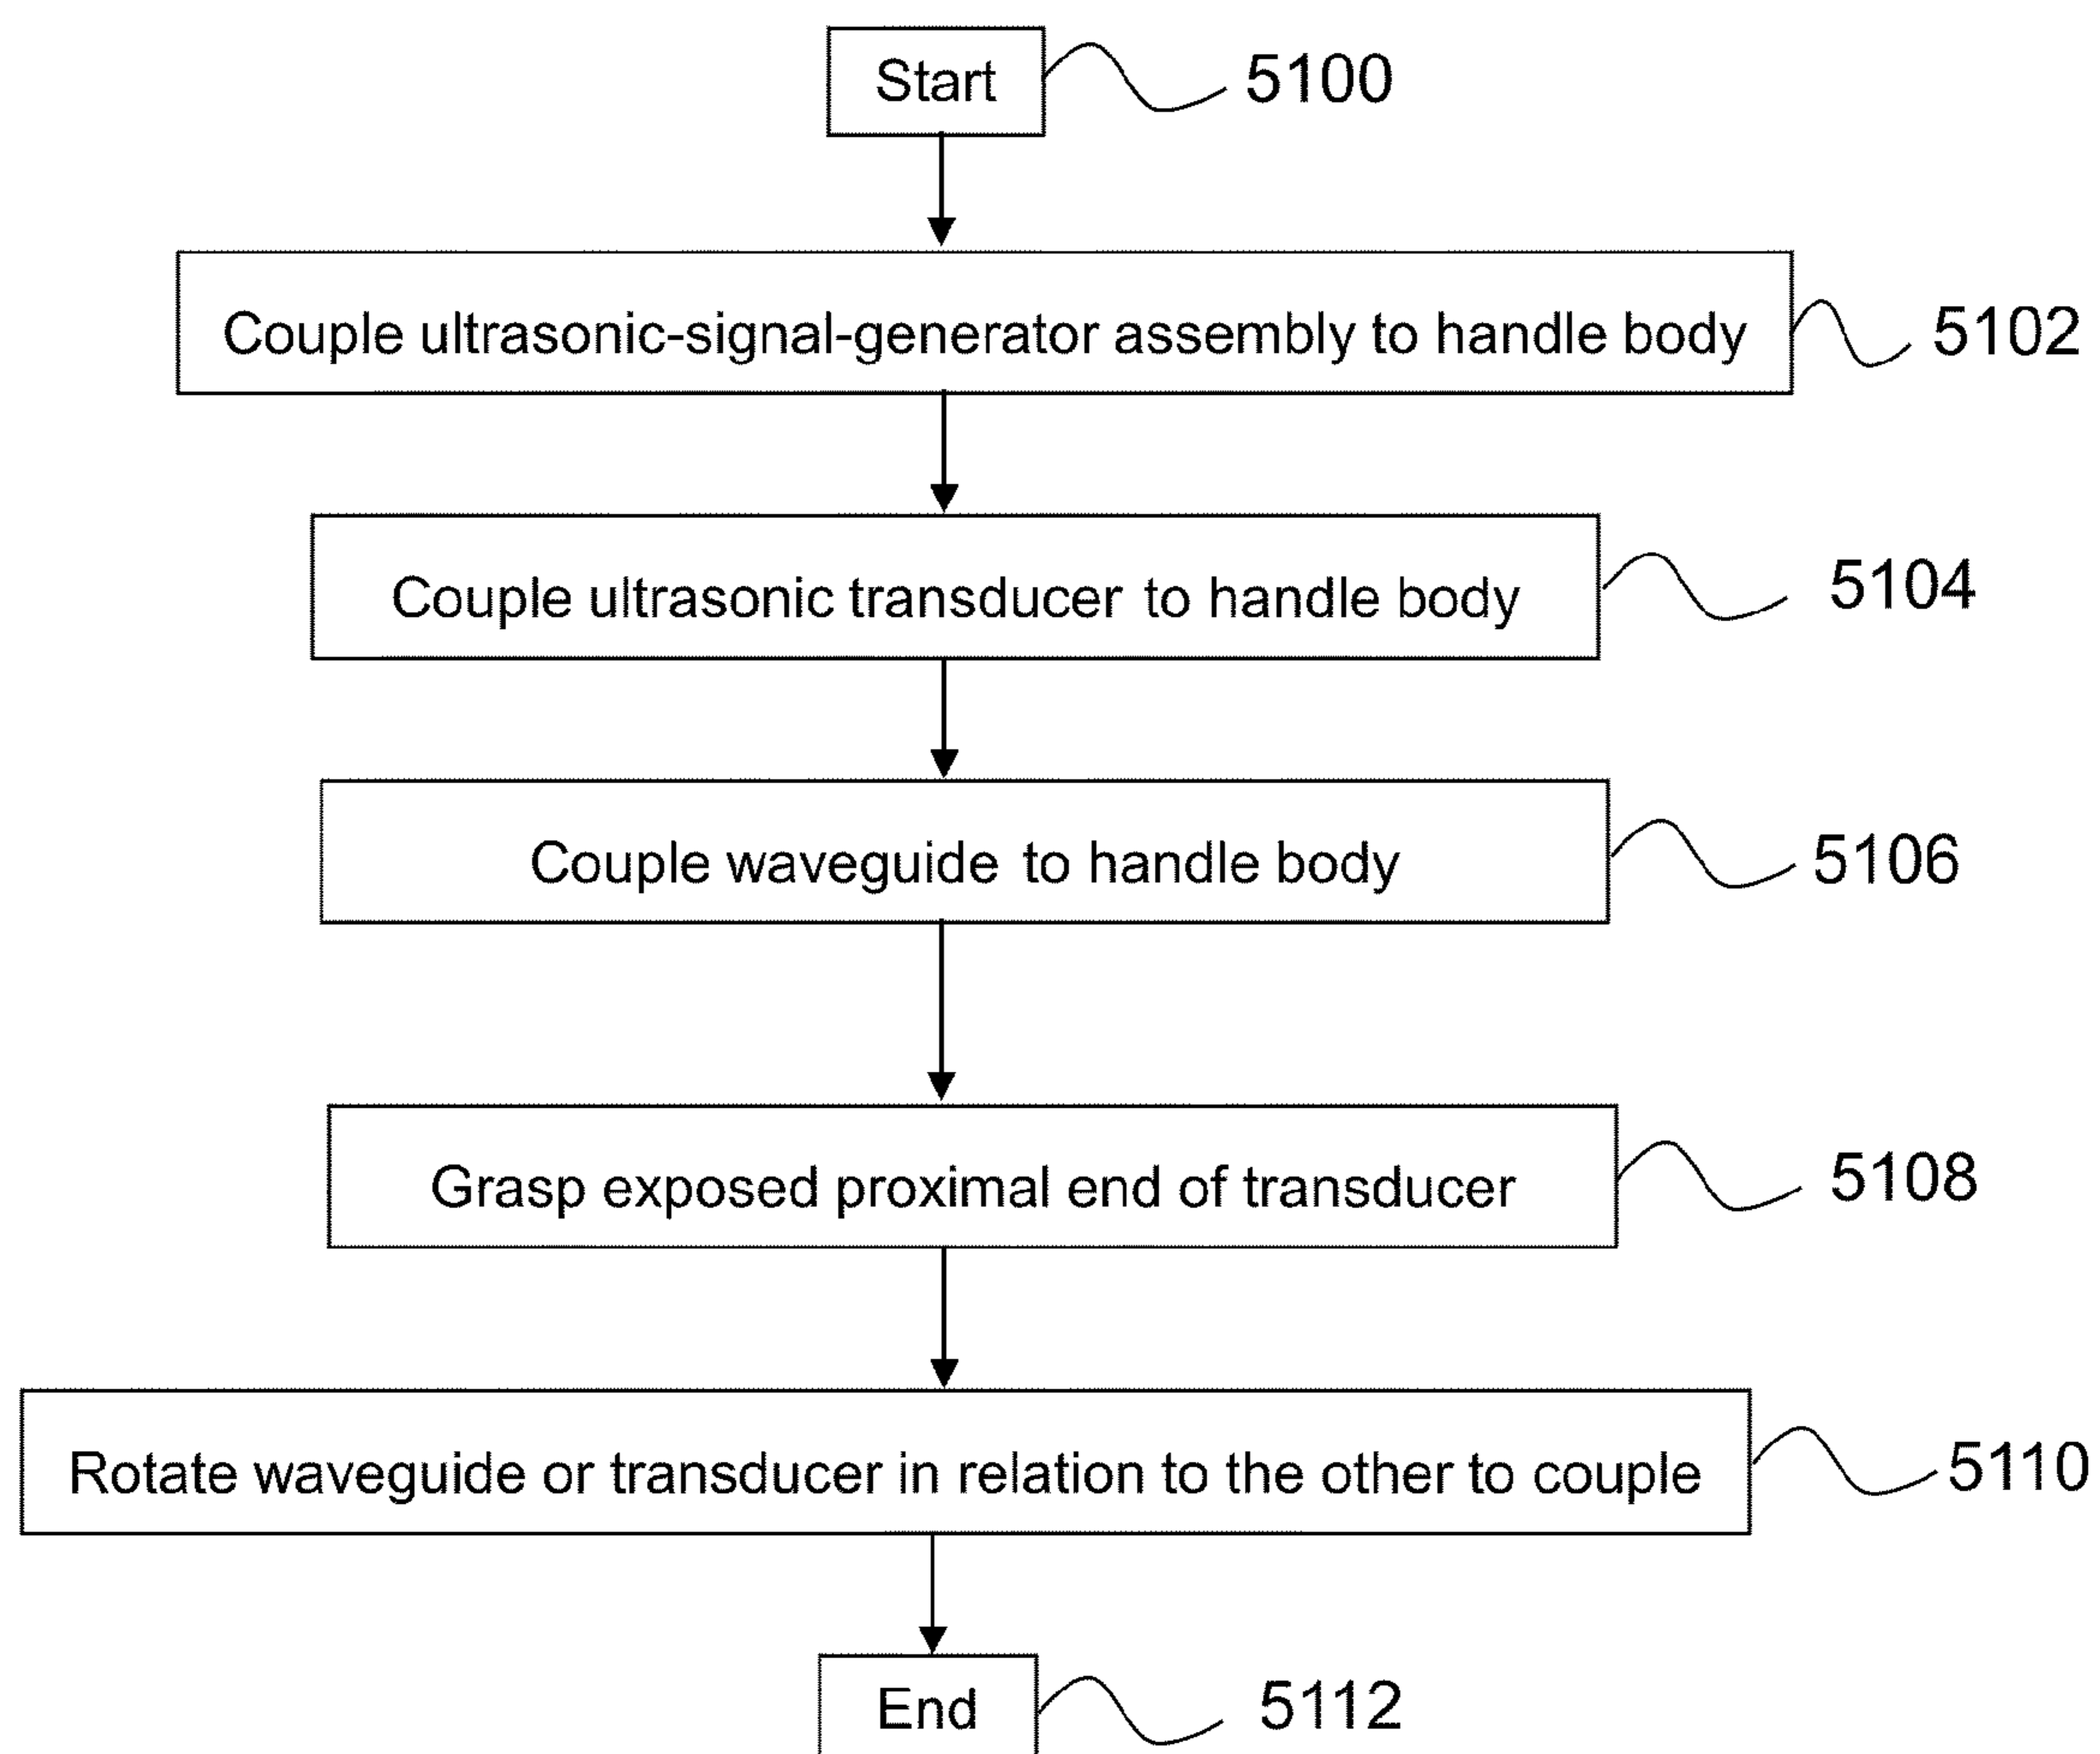 Start 5100
Couple ultrasonic-signal-generator assembly to handle body 5102
Couple ultrasonic transducer to handle body 5104
Couple waveguide to handle body 5106
Grasp exposed proximal end of transducer 5108
Rotate waveguide or transducer in relation to the other to couple 5110
End 5112